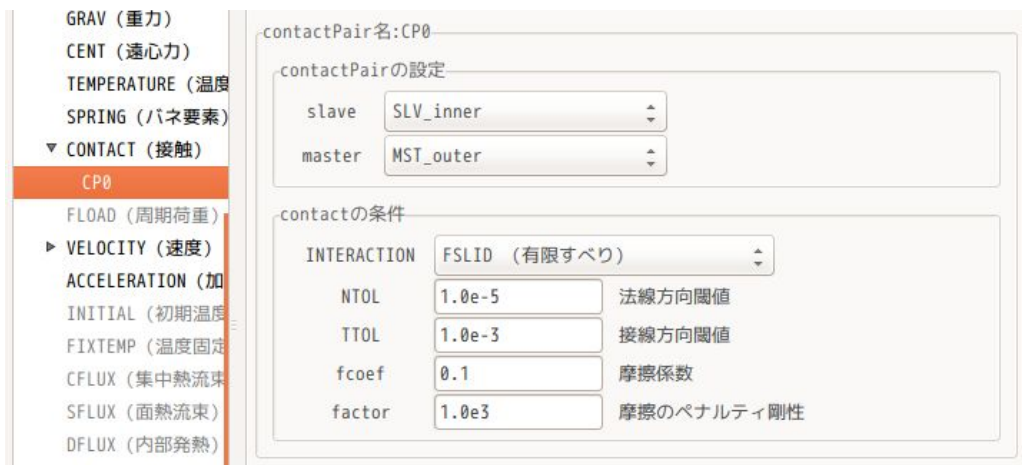 GRAV (重力)
CENT (遠心力)
TEMPERATURE (温度
SPRING (バネ要素)
CONTACT (接触)
CP0
FLOAD (周期荷重)
VELOCITY (速度)
ACCELERATION (加
INITIAL (初期温度
FIXTEMP (温度固定
CFLUX (集中熱流束
SFLUX (面熱流束)
DFLUX (内部発熱)
contactPair名:CP0
contactPairの設定
slave SLV_inner
master MST_outer
contactの条件
INTERACTION FSLID (有限すべり)
NTOL 1.0e-5 法線方向閾値
TTOL 1.0e-3 接線方向閾値
fcoef 0.1 摩擦係数
factor 1.0e3 摩擦のペナルティ剛性